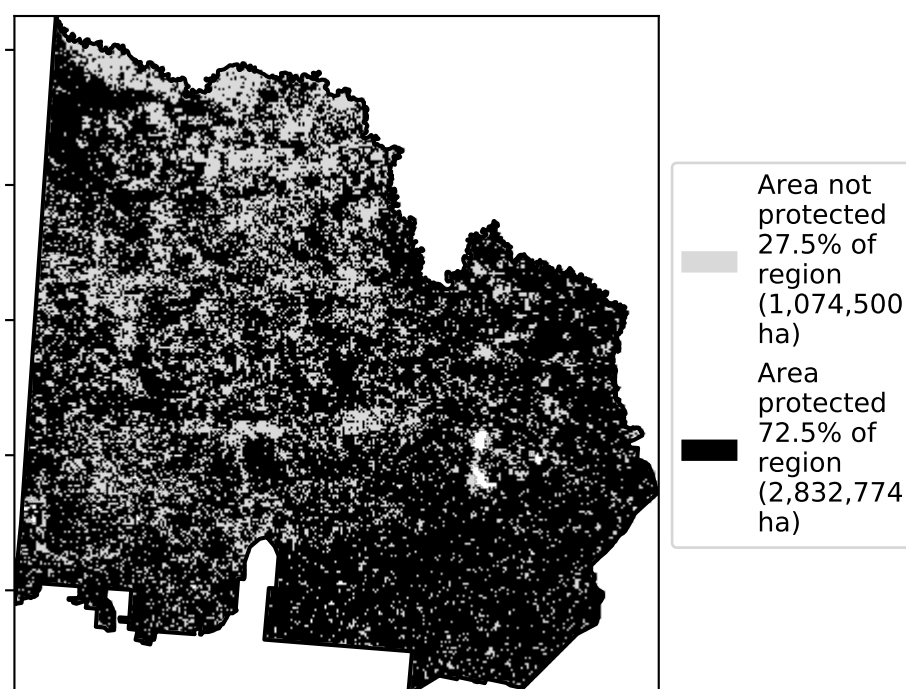 Area not
protected
27.5% of
region
(1,074,500
ha)
Area
protected
72.5% of
region
(2,832,774
ha)